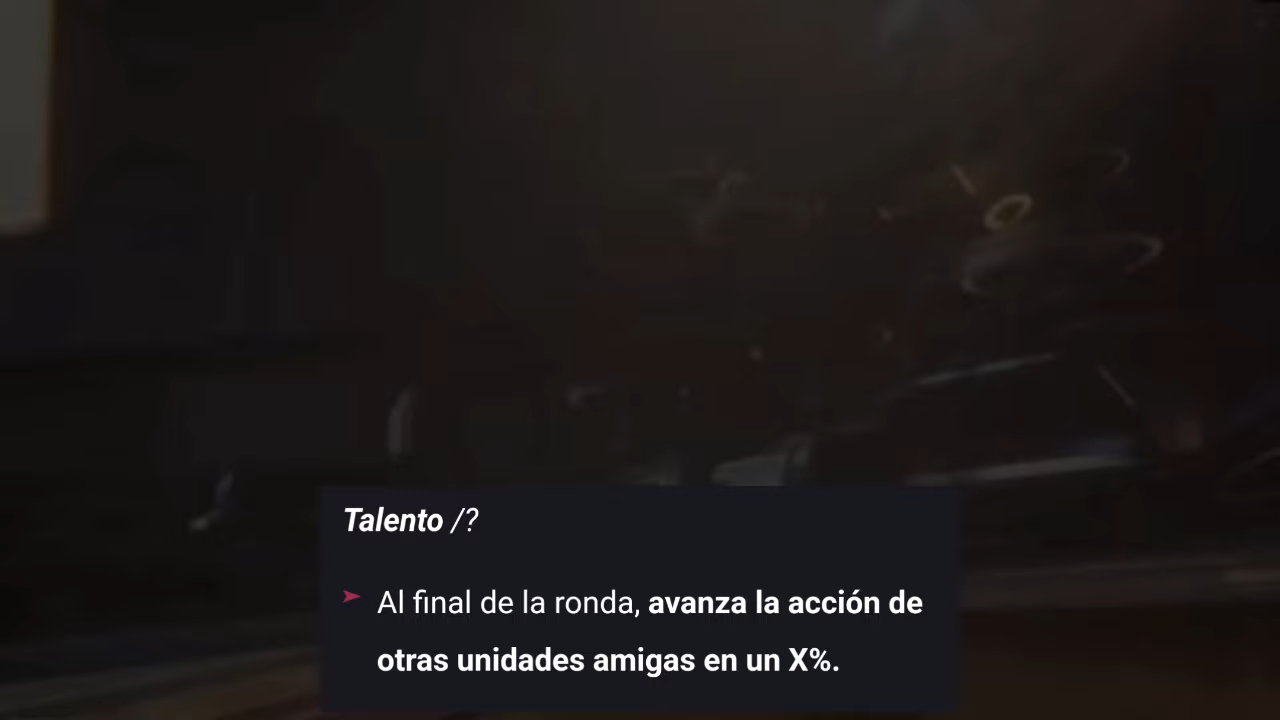 Talento /?
Al final de la ronda, avanza la acción de
otras unidades amigas en un X%.